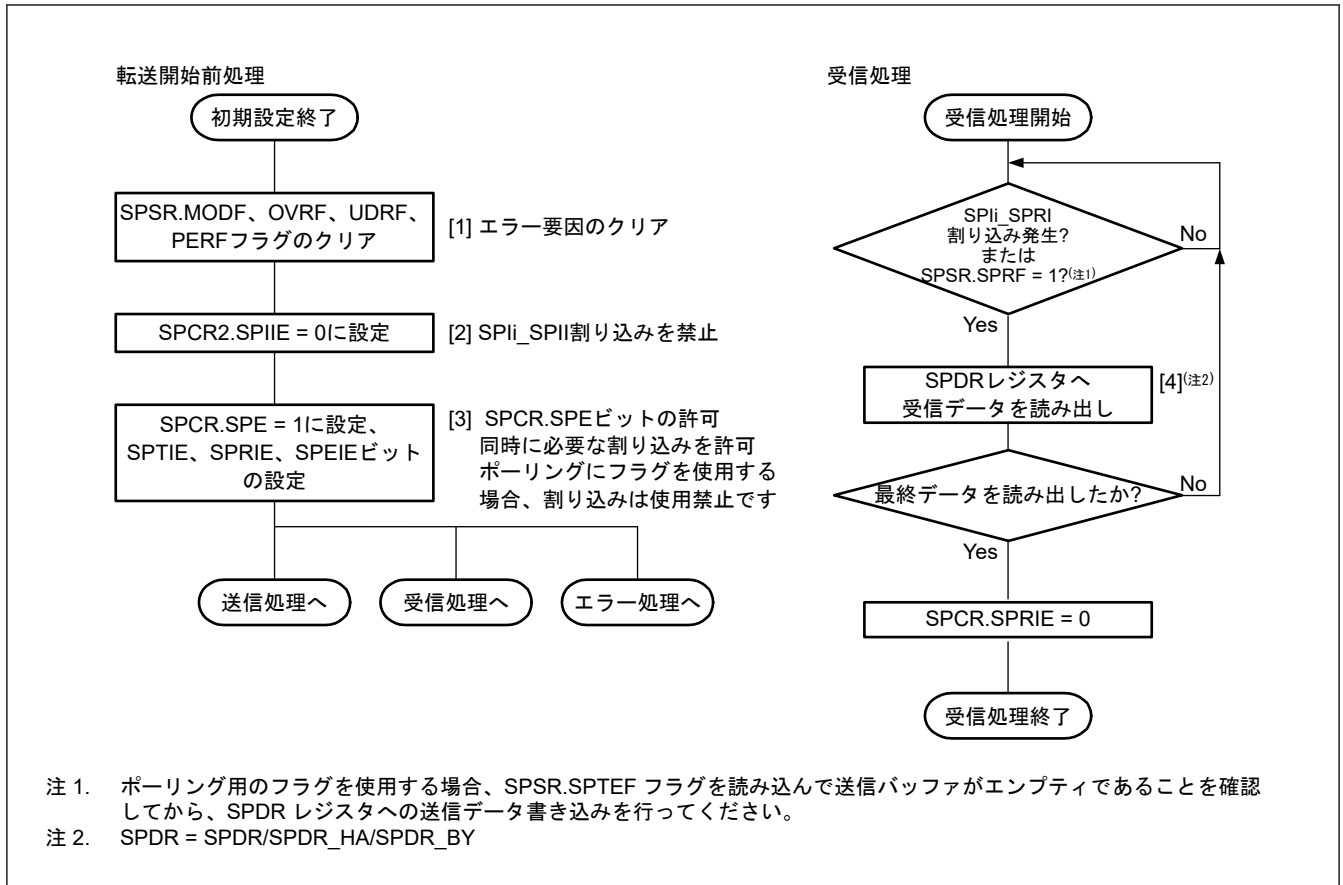 転送開始前処理
初期設定終了
SPSR.MODF、OVRF、UDRF、
PERFフラグのクリア
[1] エラー要因のクリア
SPCR2.SPIIE = 0に設定
[2] SPIi_SPII割り込みを禁止
SPCR.SPE = 1に設定、
SPTIE、SPRIE、SPEIEビット
の設定
[3] SPCR.SPEビットの許可
同時に必要な割り込みを許可
ポーリングにフラグを使用する
場合、割り込みは使用禁止です
送信処理へ
受信処理へ
エラー処理へ
受信処理
受信処理開始
SPIi_SPRI
割り込み発生?
または
SPSR.SPRF = 1?(注1)
No
Yes
SPDRレジスタへ
受信データを読み出し
[4](注2)
最終データを読み出したか?
No
Yes
SPCR.SPRIE = 0
受信処理終了
注 1. ポーリング用のフラグを使用する場合、SPSR.SPTEF フラグを読み込んで送信バッファがエンプティであることを確認
してから、SPDR レジスタへの送信データ書き込みを行ってください。
注 2. SPDR = SPDR/SPDR_HA/SPDR_BY